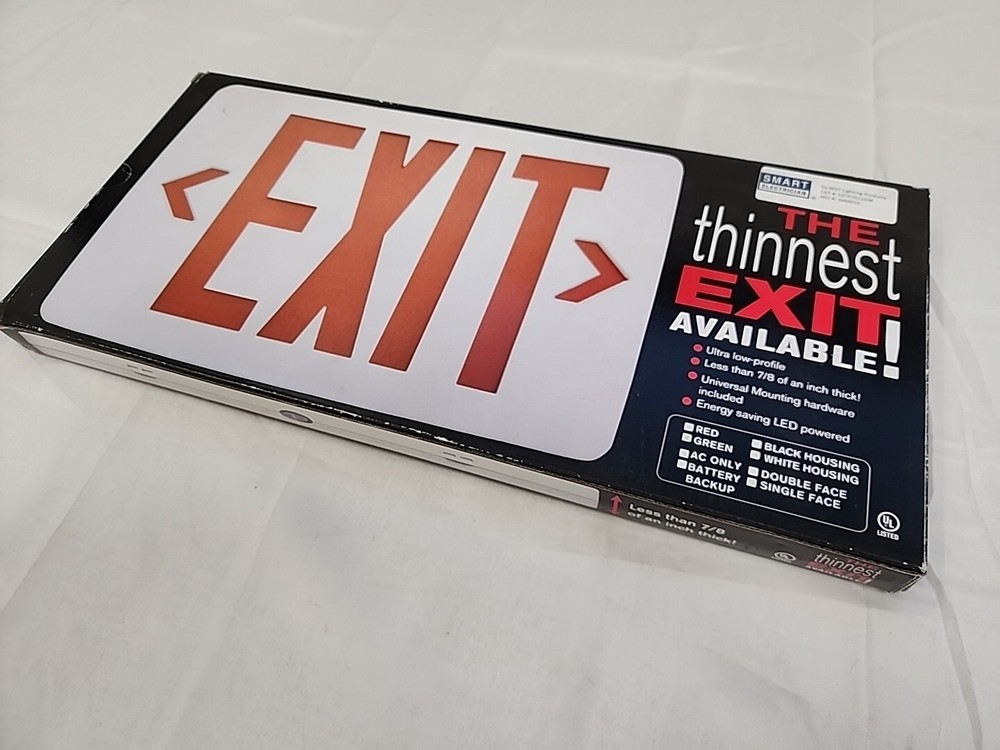 EXIT
SMART
ELECTRICIAN
THE
thinnest
EXIT
AVAILABLE!
Ultra low-profile
Less than 7/8 of an inch thick!
Universal Mounting hardware
included
Energy saving LED powered
RED
GREEN
AC ONLY
BATTERY
BACKUP
BLACK HOUSING
WHITE HOUSING
DOUBLE FACE
SINGLE FACE
UL
LISTED
Less than 7/8
of an inch thick!
UL
thinnest